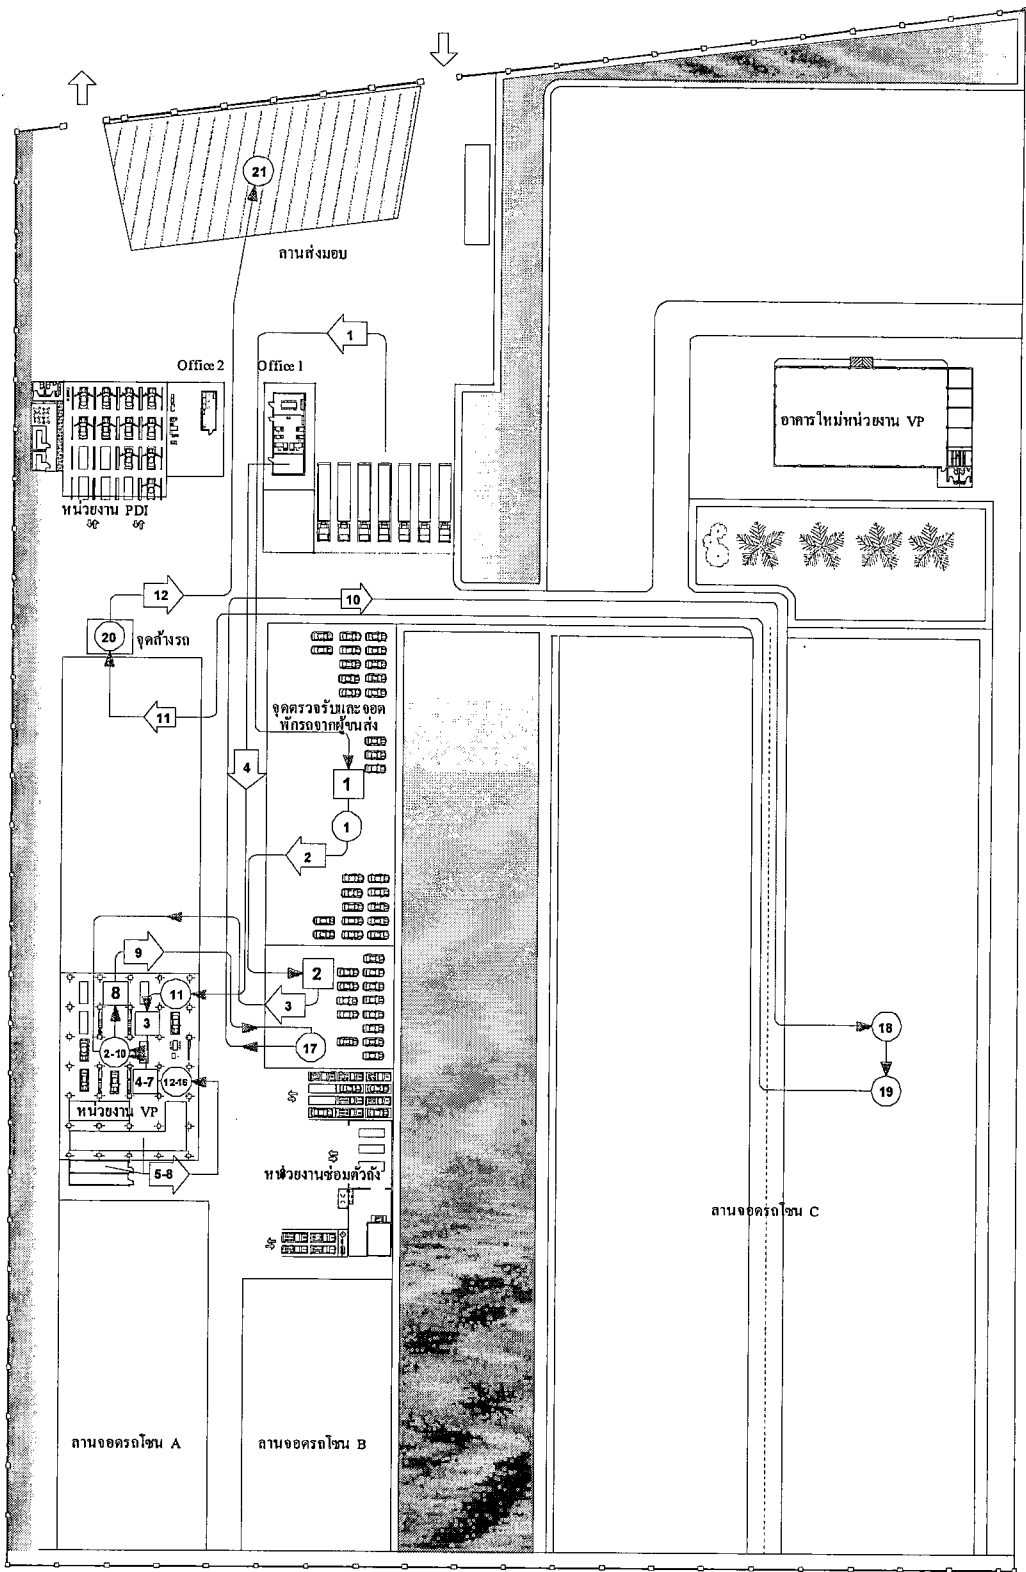 21
ลานส่งมอบ
1
Office 2
Office 1
อาคารใหม่หน่วยงาน VP
หน่วยงาน PDI
12
10
20
จุดล้างรถ
11
จุดตรวจรับและจอด
พักรถจากผู้ขนส่ง
4
1
1
2
9
2
8
11
3
3
18
2-10
17
4-7
12-16
19
หน่วยงาน VP
5-8
หน่วยงานซ่อมตัวถัง
ลานจอดรถโซน C
ลานจอดรถโซน A
ลานจอดรถโซน B